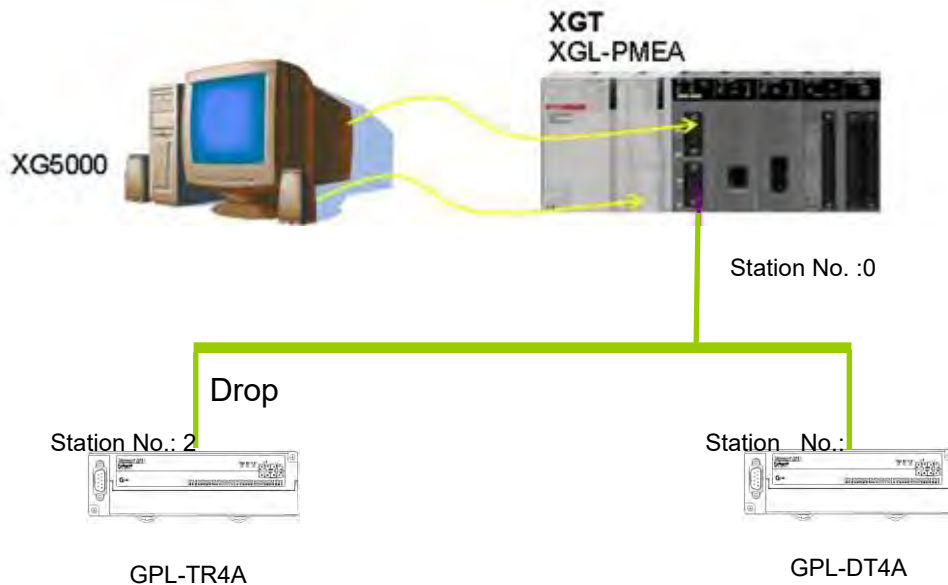 XGT
XGL-PMEA
XG5000
Station No. :0
Drop
Station No.: 2
Station No.:
GPL-TR4A
GPL-DT4A